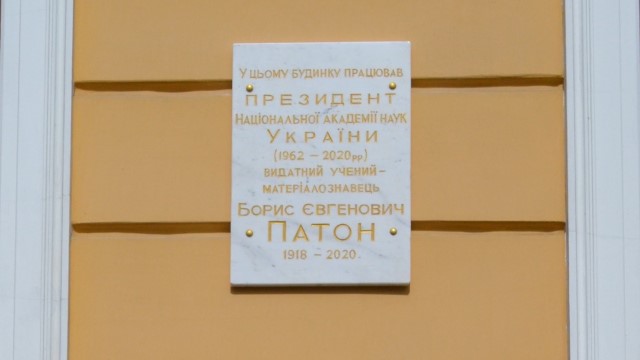 У ЦЬОМУ БУДИНКУ ПРАЦЮВАВ
ПРЕЗИДЕНТ
НАЦІОНАЛЬНОЇ АКАДЕМІЇ НАУК
УКРАЇНИ
(1962 – 2020рр)
ВИДАТНИЙ УЧЕНИЙ-
МАТЕРІАЛОЗНАВЕЦЬ
БОРИС ЄВГЕНОВИЧ
ПАТОН
1918 – 2020.